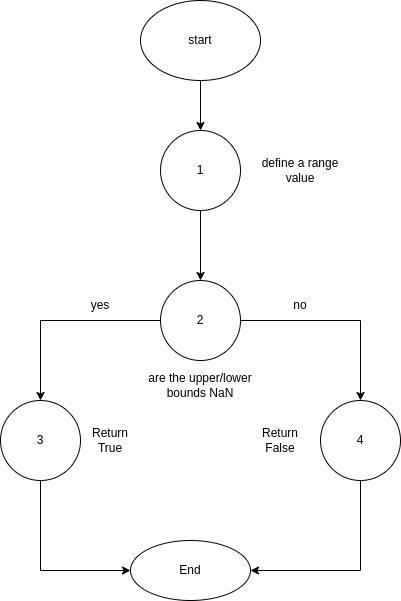 start
1
define a range
value
yes
no
2
are the upper/lower
bounds NaN
3
Return
True
Return
False
4
End